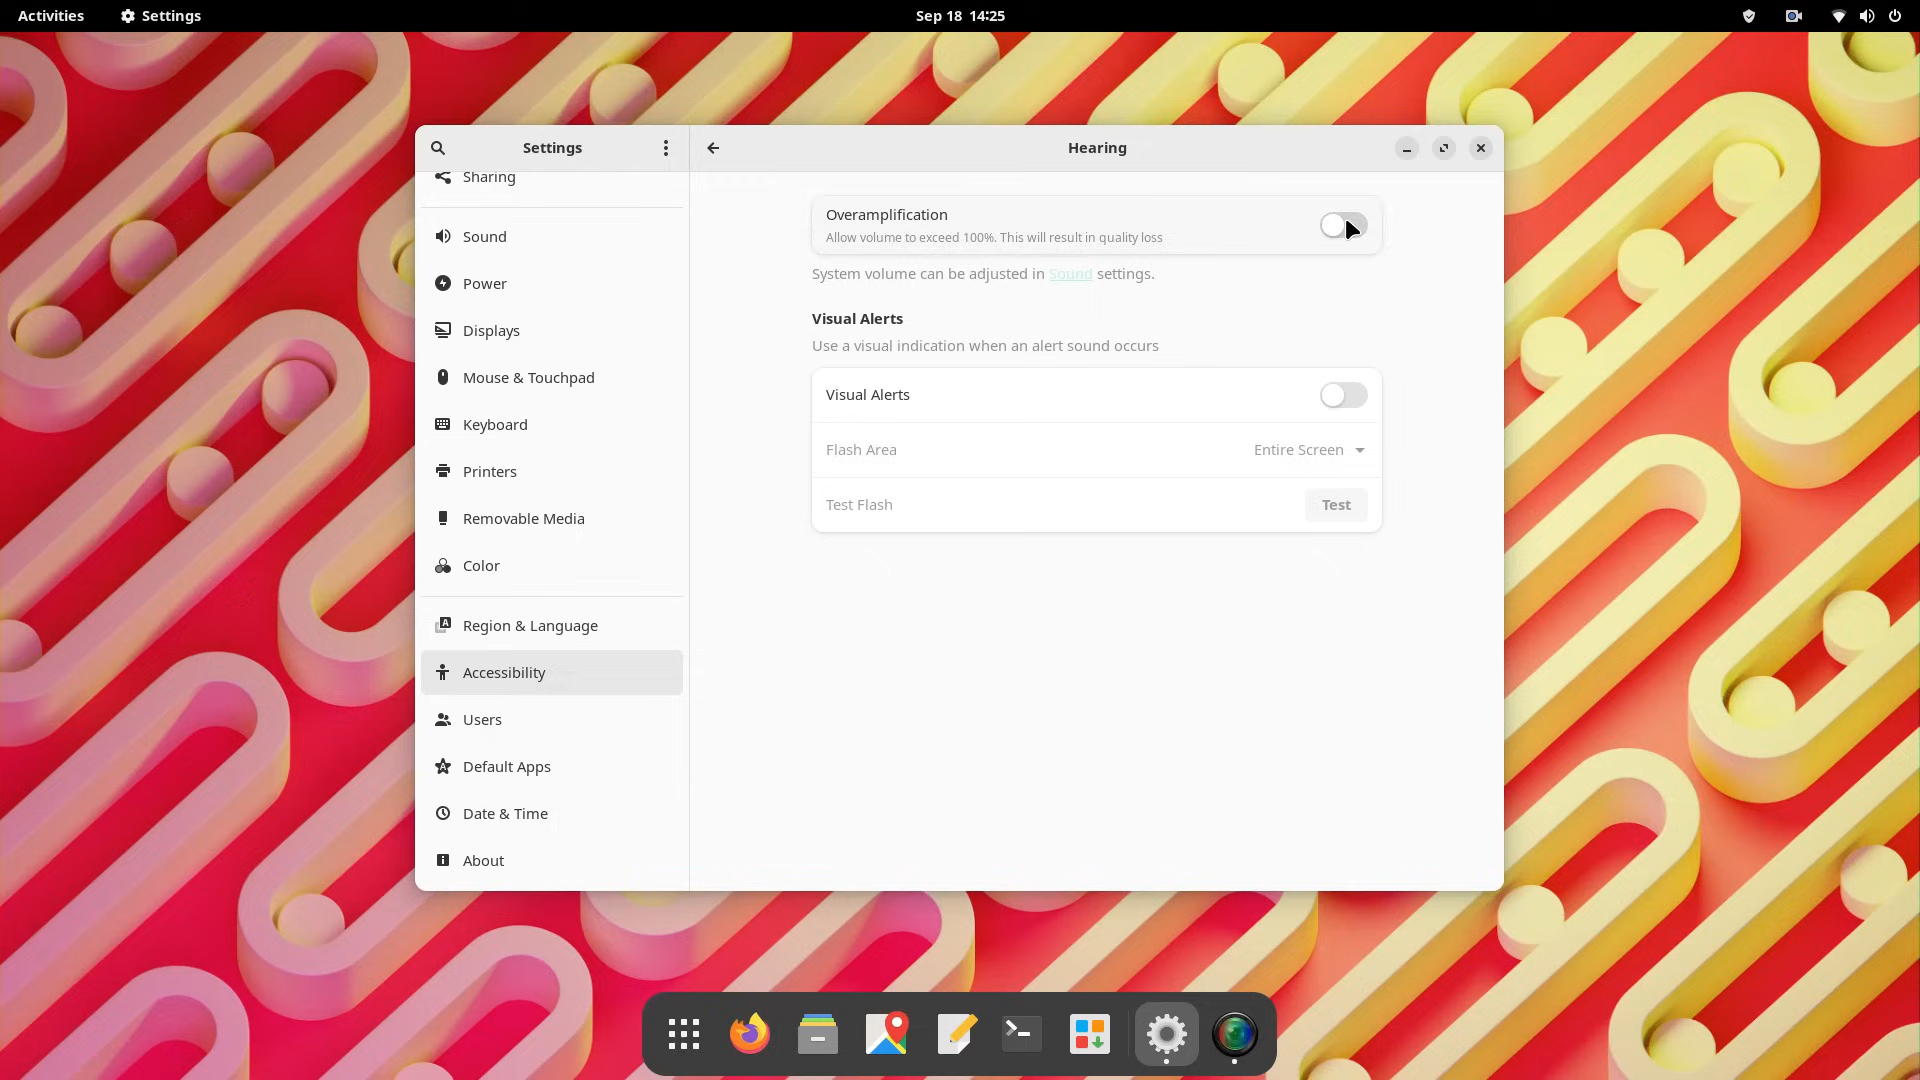 Activities
Settings
Sep 18 14:25
Settings
Hearing
Sharing
Sound
Power
Displays
Mouse & Touchpad
Keyboard
Printers
Removable Media
Color
Region & Language
Accessibility
Users
Default Apps
Date & Time
About
Overamplification
Allow volume to exceed 100%. This will result in quality loss
System volume can be adjusted in Sound settings.
Visual Alerts
Use a visual indication when an alert sound occurs
Visual Alerts
Flash Area Entire Screen
Test Flash Test